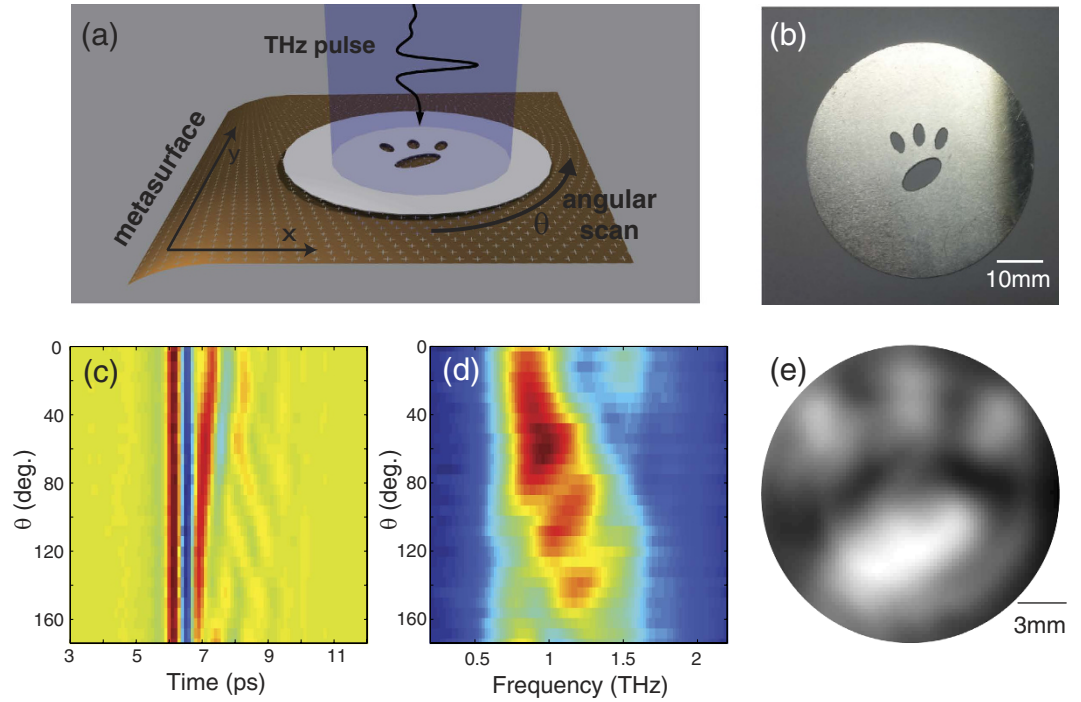 (a)
THz pulse
metasurface
y
x
θ
angular
scan
(b)
10mm
(c)
0
40
80
120
160
θ (deg.)
3
5
7
9
11
Time (ps)
(d)
0
40
80
120
160
θ (deg.)
0.5
1
1.5
2
Frequency (THz)
(e)
3mm